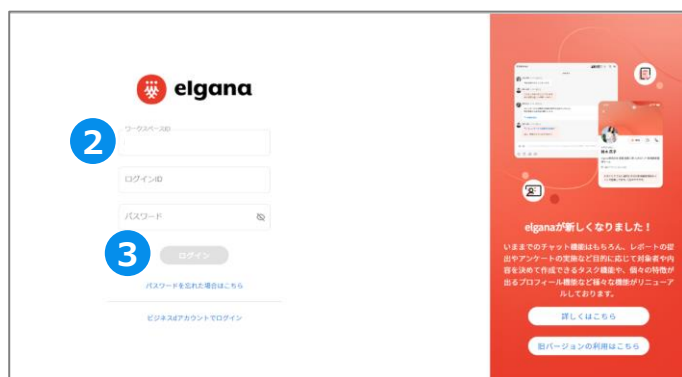 elgana
2
ワークスペースID
ログインID
パスワード
3
ログイン
パスワードを忘れた場合はこちら
ビジネスdアカウントでログイン
elganaが新しくなりました！
いままでのチャット機能はもちろん、レポートの提
出やアンケートの実施など目的に応じて対象者や内
容を決めて作成できるタスク機能や、個々の特徴が
出るプロフィール機能など様々な機能がリニューア
ルしております。
詳しくはこちら
旧バージョンの利用はこちら